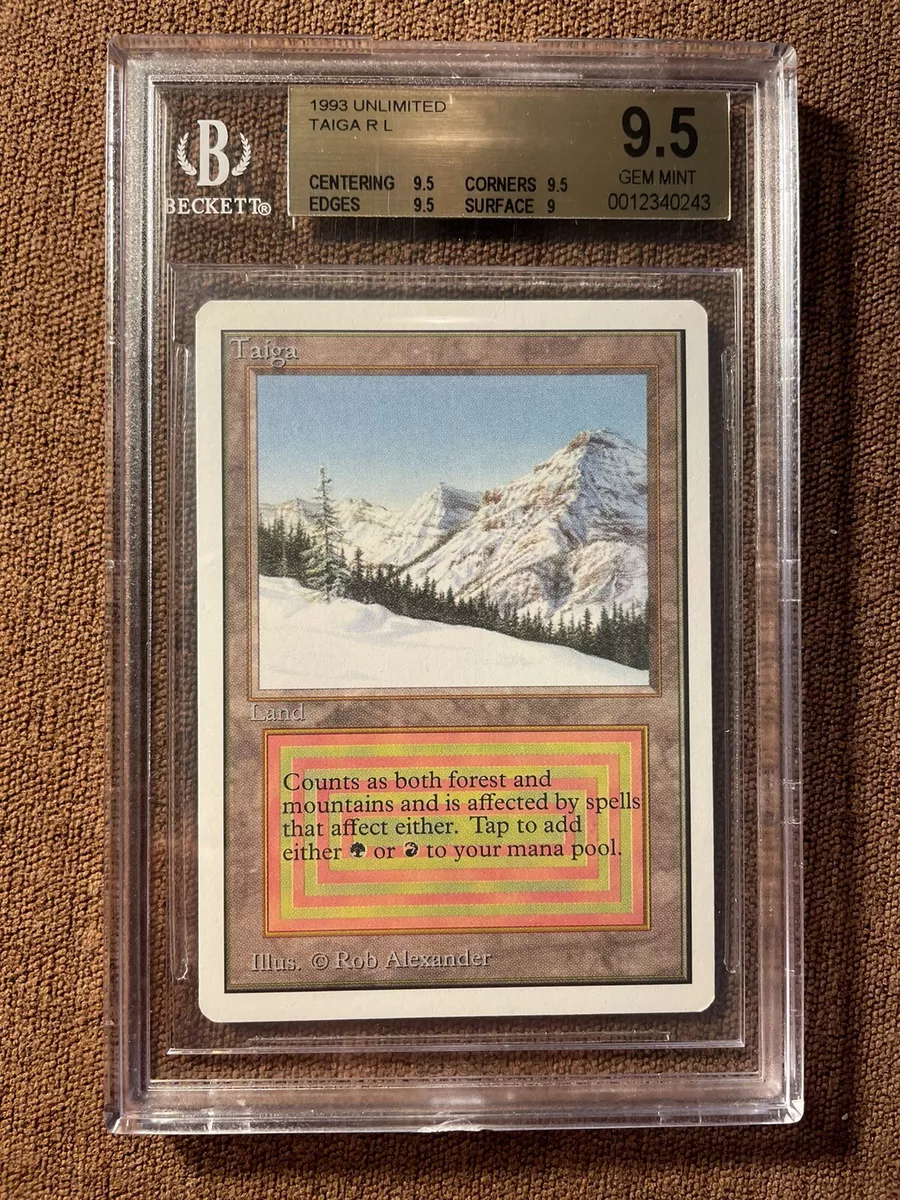 1993 UNLIMITED
TAIGA R L
9.5
GEM MINT
0012340243
CENTERING 9.5 CORNERS 9.5
EDGES 9.5 SURFACE 9
B
BECKETT®
Taiga
Land
Counts as both forest and
mountains and is affected by spells
that affect either. Tap to add
either or to your mana pool.
Illus. © Rob Alexander